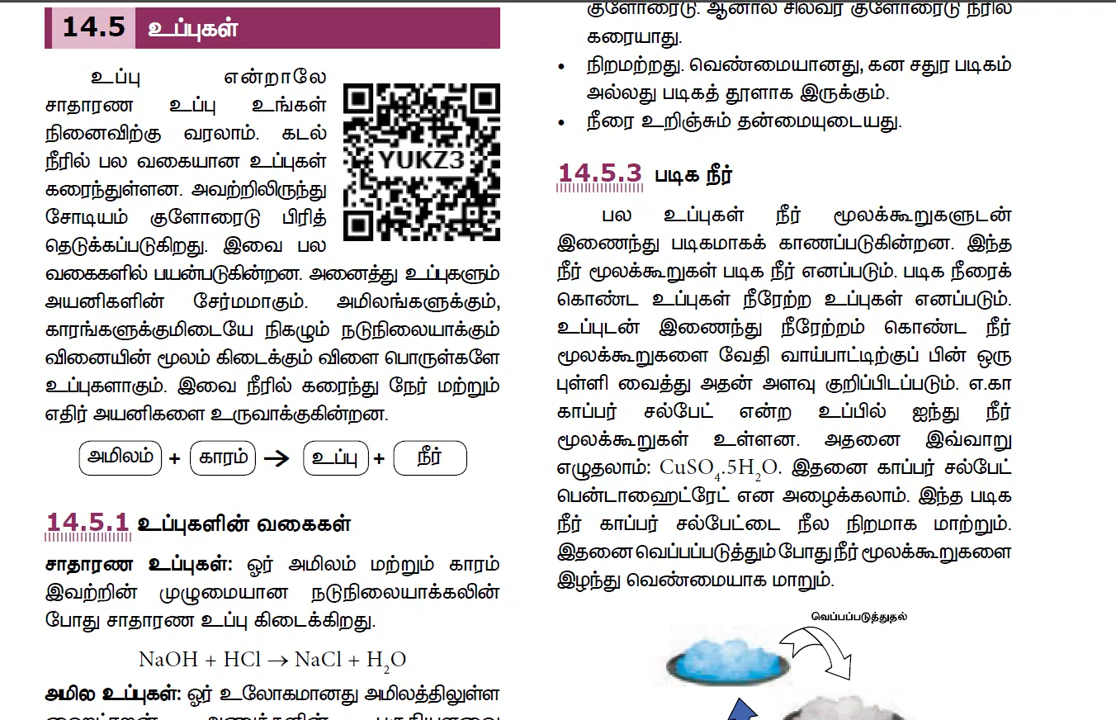 14.5 உப்புகள்
உப்பு என்றாலே
சாதாரண உப்பு உங்கள்
நினைவிற்கு வரலாம். கடல்
நீரில் பல வகையான உப்புகள்
கரைந்துள்ளன. அவற்றிலிருந்து
சோடியம் குளோரைடு பிரித்
தெடுக்கப்படுகிறது. இவை பல
வகைகளில் பயன்படுகின்றன. அனைத்து உப்புகளும்
அயனிகளின் சேர்மமாகும். அமிலங்களுக்கும்,
காரங்களுக்குமிடையே நிகழும் நடுநிலையாக்கும்
வினையின் மூலம் கிடைக்கும் விளை பொருள்களே
உப்புகளாகும். இவை நீரில் கரைந்து நேர் மற்றும்
எதிர் அயனிகளை உருவாக்குகின்றன.
YUKZ3
அமிலம் + காரம் → உப்பு + நீர்
14.5.1 உப்புகளின் வகைகள்
சாதாரண உப்புகள்: ஓர் அமிலம் மற்றும் காரம்
இவற்றின் முழுமையான நடுநிலையாக்கலின்
போது சாதாரண உப்பு கிடைக்கிறது.
NaOH + HCl → NaCl + H₂O
அமில உப்புகள்: ஓர் உலோகமானது அமிலத்திலுள்ள
குளோரைடு. ஆனால் சில்வர் குளோரைடு நீரில்
கரையாது.
• நிறமற்றது. வெண்மையானது, கன சதுர படிகம்
அல்லது படிகத் தூளாக இருக்கும்.
• நீரை உறிஞ்சும் தன்மையுடையது.
14.5.3 படிக நீர்
பல உப்புகள் நீர் மூலக்கூறுகளுடன்
இணைந்து படிகமாகக் காணப்படுகின்றன. இந்த
நீர் மூலக்கூறுகள் படிக நீர் எனப்படும். படிக நீரைக்
கொண்ட உப்புகள் நீரேற்ற உப்புகள் எனப்படும்.
உப்புடன் இணைந்து நீரேற்றம் கொண்ட நீர்
மூலக்கூறுகளை வேதி வாய்பாட்டிற்குப் பின் ஒரு
புள்ளி வைத்து அதன் அளவு குறிப்பிடப்படும். எ.கா
காப்பர் சல்பேட் என்ற உப்பில் ஐந்து நீர்
மூலக்கூறுகள் உள்ளன. அதனை இவ்வாறு
எழுதலாம்: CuSO₄.5H₂O. இதனை காப்பர் சல்பேட்
பென்டாஹைட்ரேட் என அழைக்கலாம். இந்த படிக
நீர் காப்பர் சல்பேட்டை நீல நிறமாக மாற்றும்.
இதனை வெப்பப்படுத்தும் போது நீர் மூலக்கூறுகளை
இழந்து வெண்மையாக மாறும்.
வெப்பப்படுத்துதல்